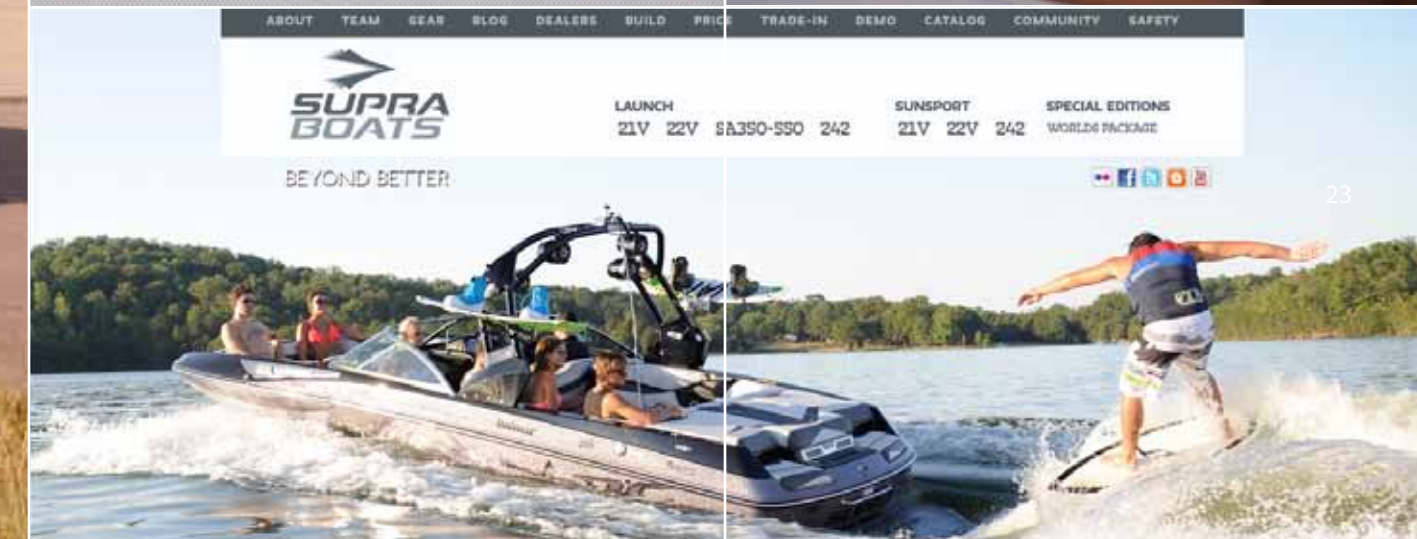 ABOUT TEAM GEAR BLOG DEALERS BUILD PRICE TRADE-IN DEMO CATALOG COMMUNITY SAFETY
SUPRA
BOATS
LAUNCH SUNSPORT SPECIAL EDITIONS
21V 22V SA350-550 242 21V 22V 242 WORLDS PACKAGE
BEYOND BETTER
23